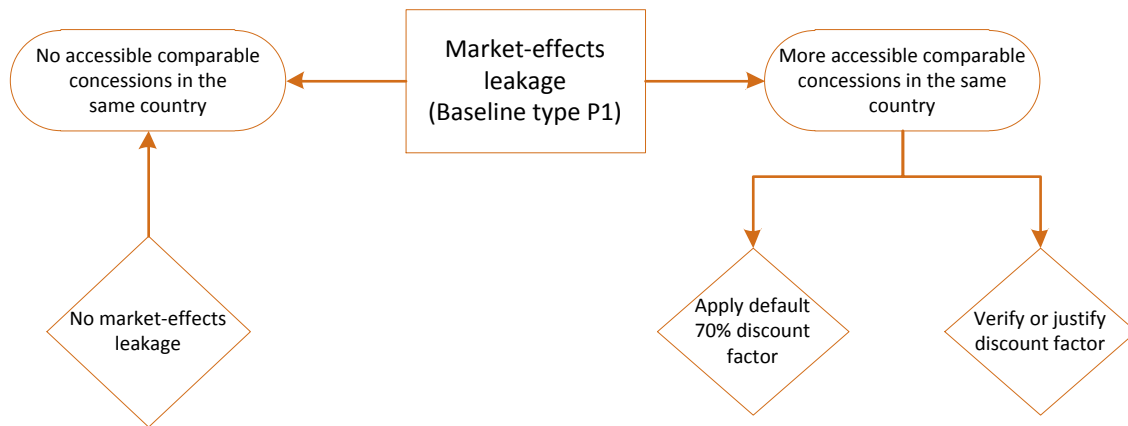 No accessible comparable
concessions in the
same country
Market-effects
leakage
(Baseline type P1)
More accessible comparable
concessions in the same
country
No market-effects
leakage
Apply default
70% discount
factor
Verify or justify
discount factor